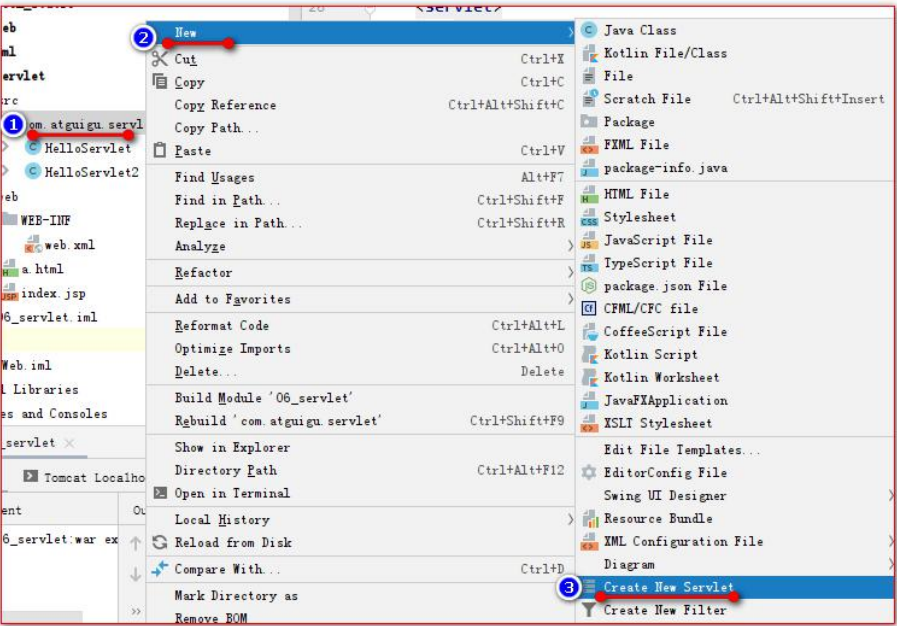 <servlet>
eb
ml
ervlet
src
com.atguigu.servl
HelloServlet
HelloServlet2
web
WEB-INF
web.xml
a.html
index.jsp
06_servlet.iml
Web.iml
l Libraries
es and Consoles
_servlet
Tomcat Localho
ent
Ou
6_servlet:war ex
1
2
New
Cut Ctrl+X
Copy Ctrl+C
Copy Reference Ctrl+Alt+Shift+C
Copy Path...
Paste Ctrl+V
Find Usages Alt+F7
Find in Path... Ctrl+Shift+F
Replace in Path... Ctrl+Shift+R
Analyze
Refactor
Add to Favorites
Reformat Code Ctrl+Alt+L
Optimize Imports Ctrl+Alt+O
Delete... Delete
Build Module '06_servlet'
Rebuild 'com.atguigu.servlet' Ctrl+Shift+F9
Show in Explorer
Directory Path Ctrl+Alt+F12
Open in Terminal
Local History
Reload from Disk
Compare With... Ctrl+D
Mark Directory as
Remove BOM
Java Class
Kotlin File/Class
File
Scratch File Ctrl+Alt+Shift+Insert
Package
FXML File
package-info.java
HTML File
Stylesheet
JavaScript File
TypeScript File
package.json File
CFML/CFC file
CoffeeScript File
Kotlin Script
Kotlin Worksheet
JavaFXApplication
XSLT Stylesheet
Edit File Templates...
EditorConfig File
Swing UI Designer
Resource Bundle
XML Configuration File
Diagram
3
Create New Servlet
Create New Filter